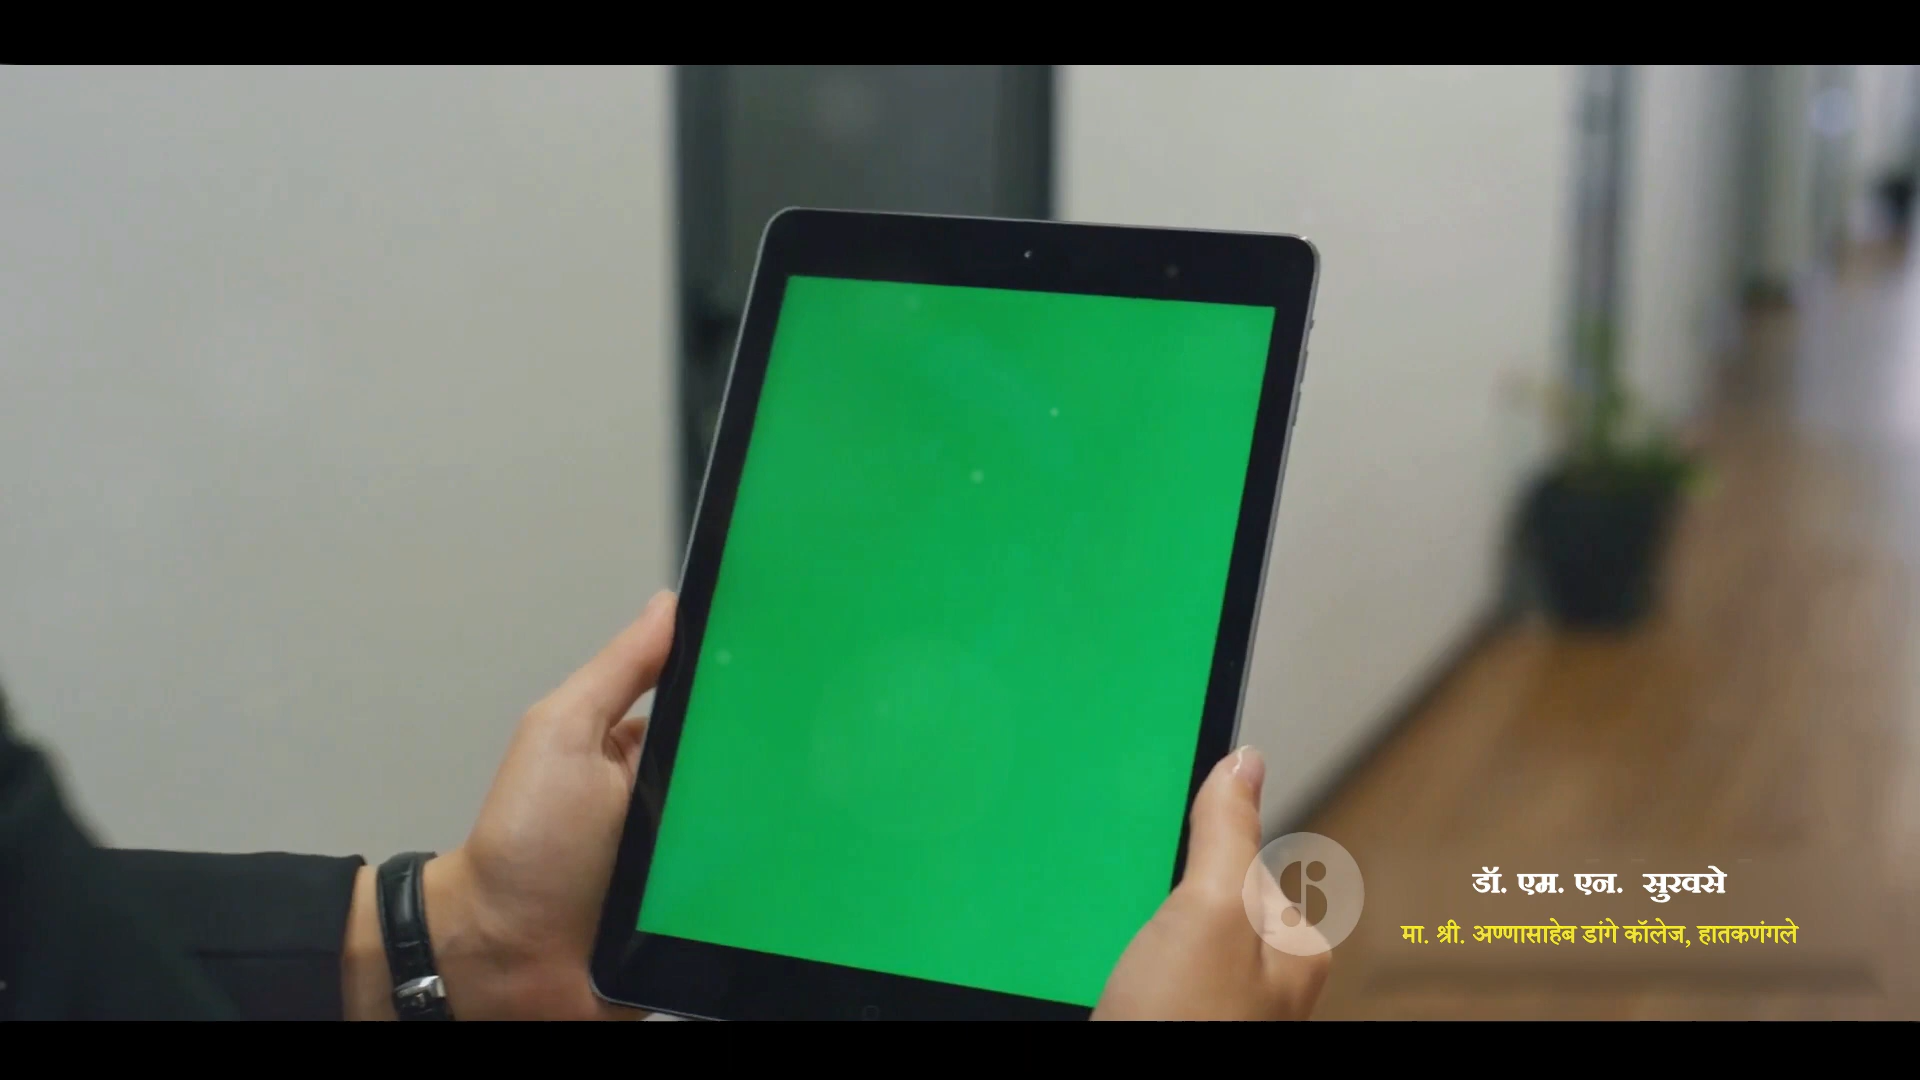 डॉ. एम. एन. सुरवसे
मा. श्री. अण्णासाहेब डांगे कॉलेज, हातकणंगले